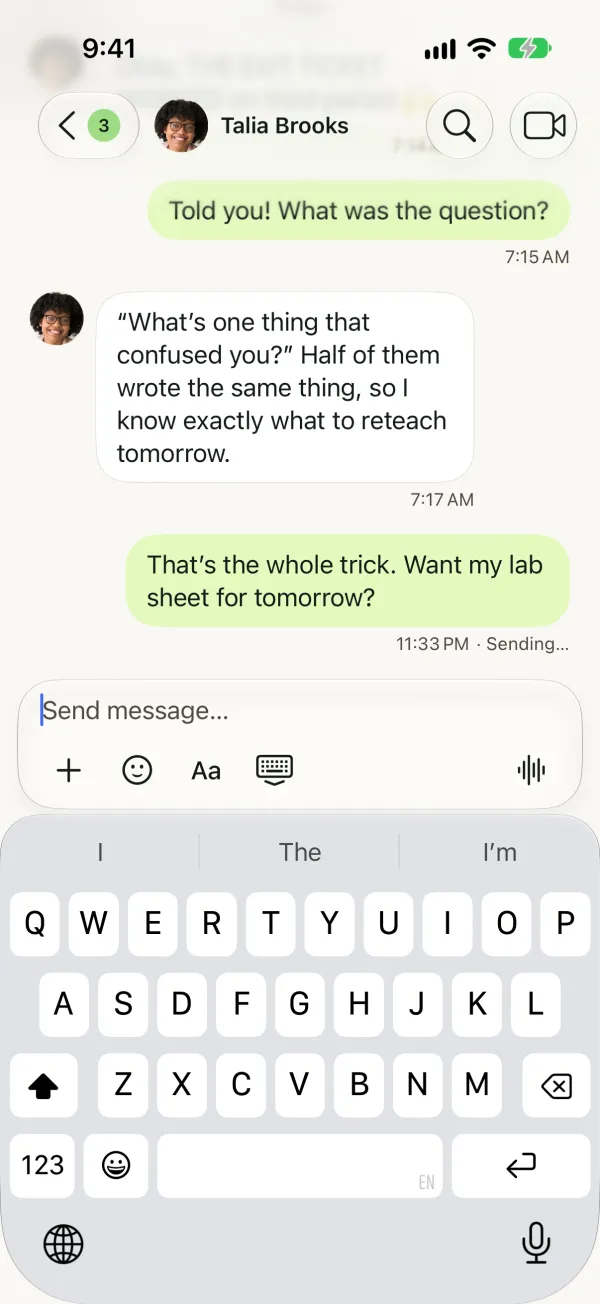 9:41
3
Talia Brooks
Told you! What was the question?
7:15 AM
“What’s one thing that
confused you?” Half of them
wrote the same thing, so I
know exactly what to reteach
tomorrow.
7:17 AM
That’s the whole trick. Want my lab
sheet for tomorrow?
11:33 PM · Sending...
Send message...
Aa
I
The
I’m
Q W E R T Y U I O P
A S D F G H J K L
Z X C V B N M
123
EN